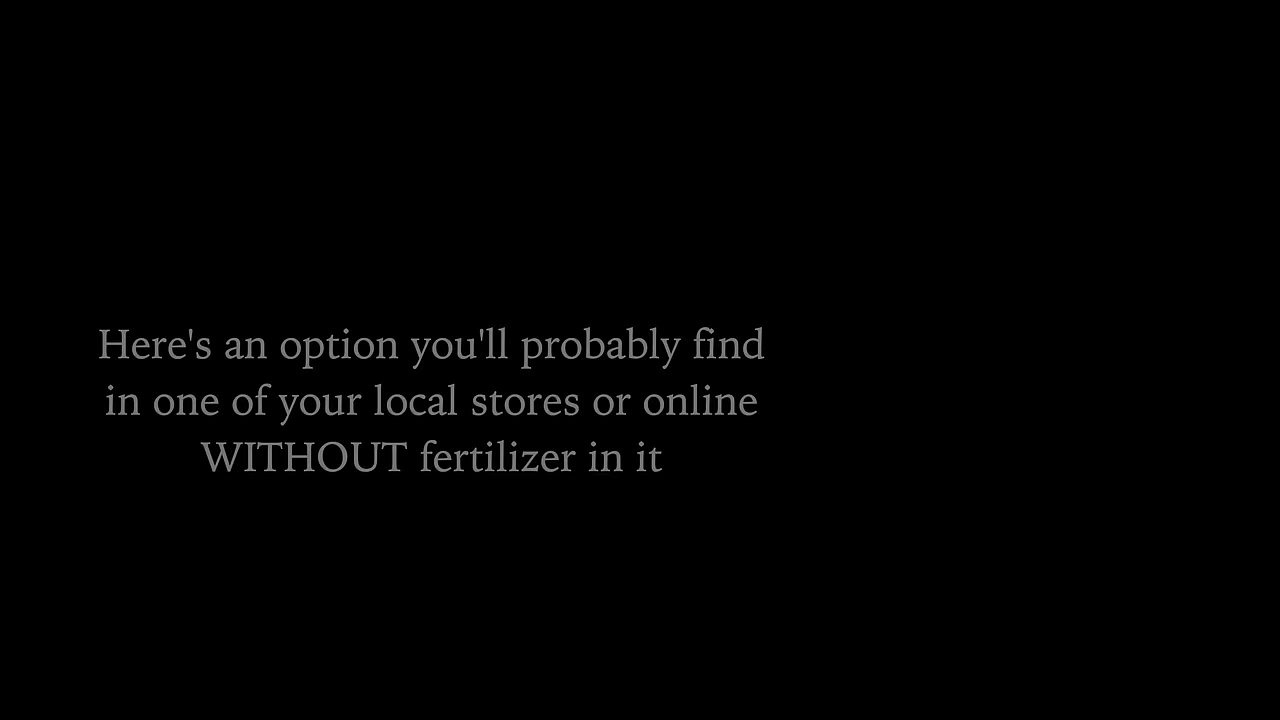 Here's an option you'll probably find
in one of your local stores or online
WITHOUT fertilizer in it